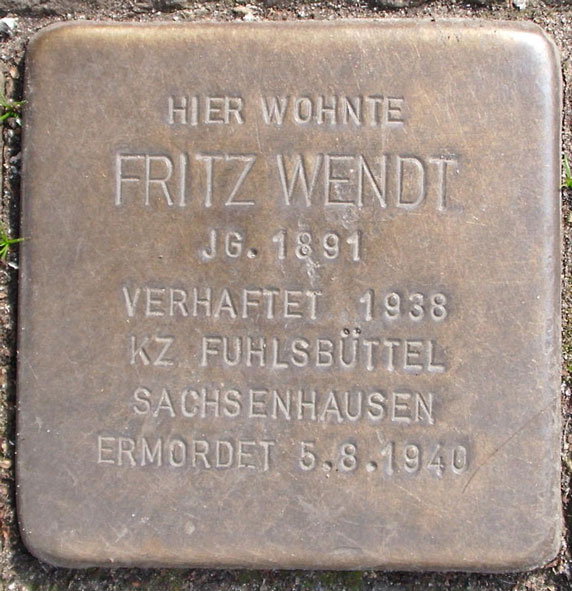 HIER WOHNTE
FRITZ WENDT
JG. 1891
VERHAFTET 1938
KZ FUHLSBÜTTEL
SACHSENHAUSEN
ERMORDET 5.8.1940